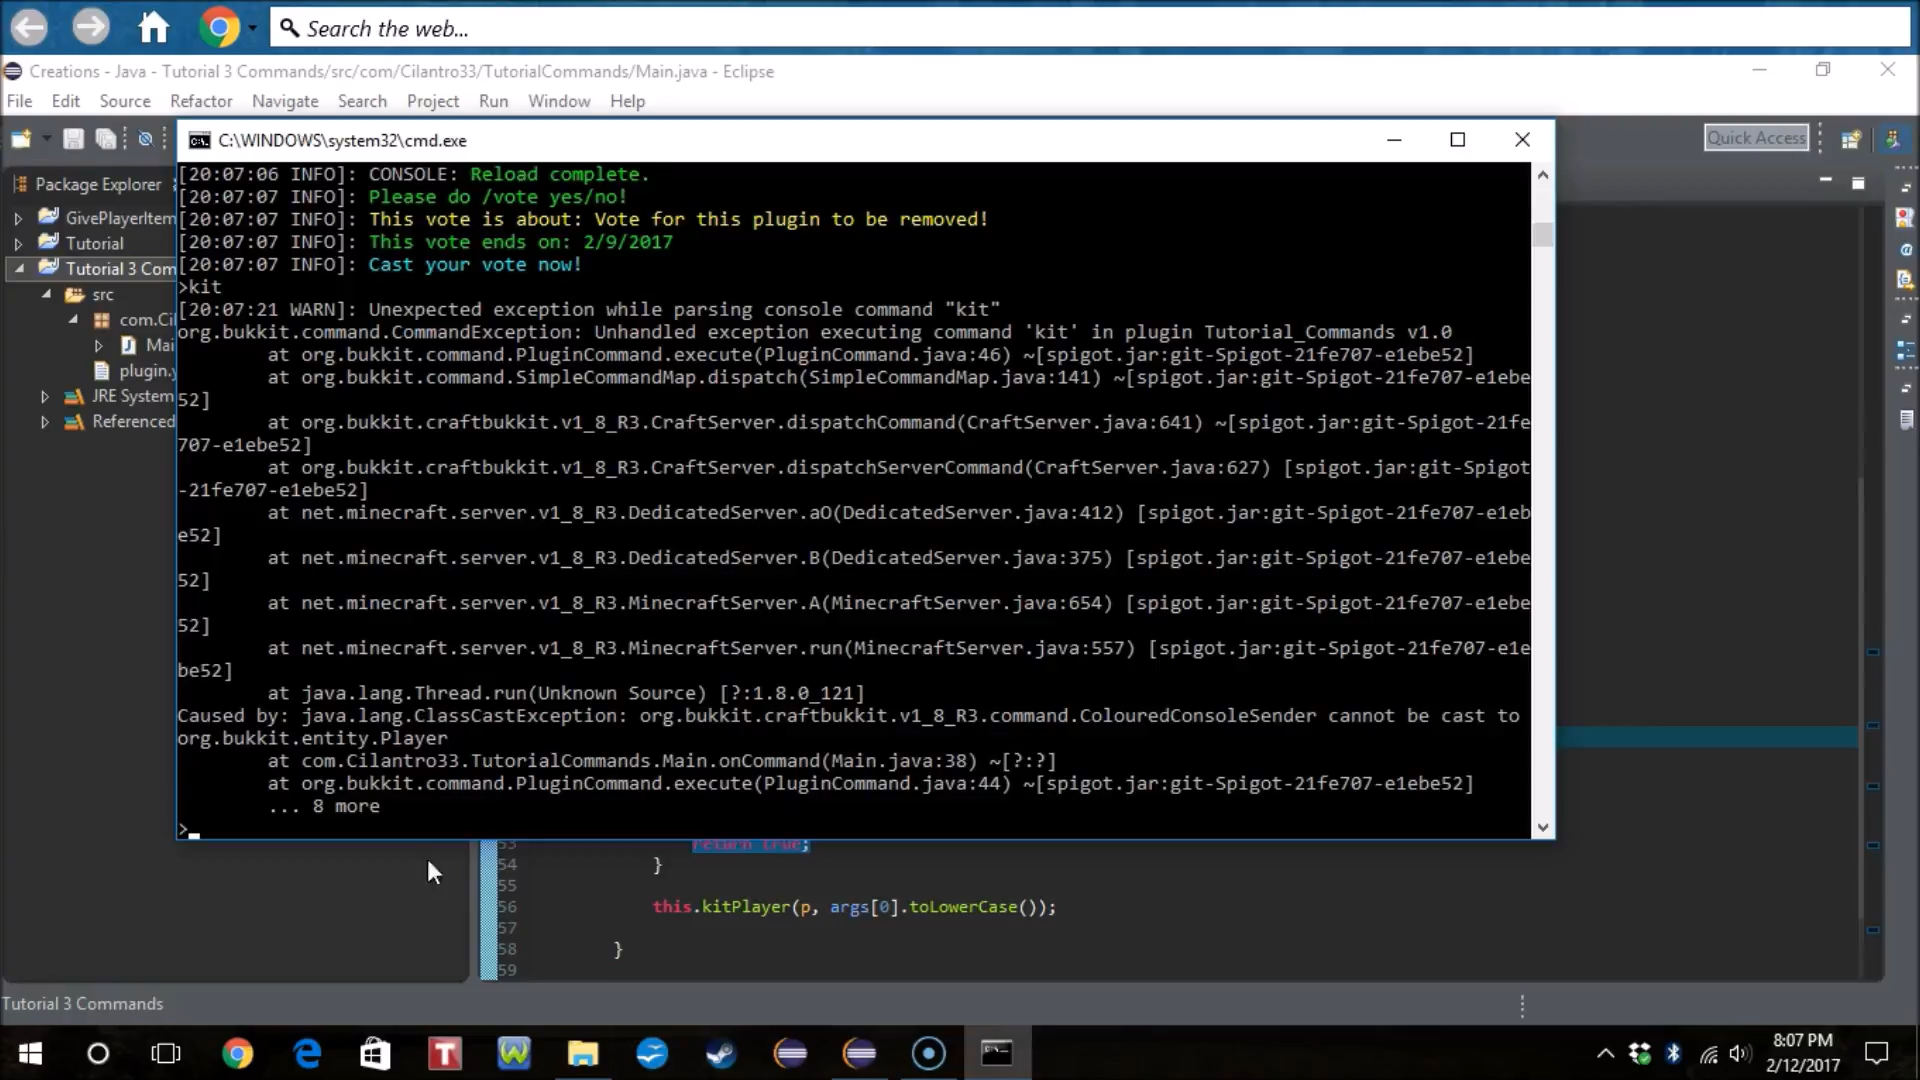 Search the web...
Creations - Java - Tutorial 3 Commands/src/com/Cilantro33/TutorialCommands/Main.java - Eclipse
File Edit Source Refactor Navigate Search Project Run Window Help
Quick Access
C:\WINDOWS\system32\cmd.exe
Package Explorer
GivePlayerItem
Tutorial
Tutorial 3 Com
src
com.Cil
Mai
plugin.y
JRE System
Referenced
[20:07:06 INFO]: CONSOLE: Reload complete.
[20:07:07 INFO]: Please do /vote yes/no!
[20:07:07 INFO]: This vote is about: Vote for this plugin to be removed!
[20:07:07 INFO]: This vote ends on: 2/9/2017
[20:07:07 INFO]: Cast your vote now!
>kit
[20:07:21 WARN]: Unexpected exception while parsing console command "kit"
org.bukkit.command.CommandException: Unhandled exception executing command 'kit' in plugin Tutorial_Commands v1.0
at org.bukkit.command.PluginCommand.execute(PluginCommand.java:46) ~[spigot.jar:git-Spigot-21fe707-e1ebe52]
at org.bukkit.command.SimpleCommandMap.dispatch(SimpleCommandMap.java:141) ~[spigot.jar:git-Spigot-21fe707-e1ebe
52]
at org.bukkit.craftbukkit.v1_8_R3.CraftServer.dispatchCommand(CraftServer.java:641) ~[spigot.jar:git-Spigot-21fe
707-e1ebe52]
at org.bukkit.craftbukkit.v1_8_R3.CraftServer.dispatchServerCommand(CraftServer.java:627) [spigot.jar:git-Spigot
-21fe707-e1ebe52]
at net.minecraft.server.v1_8_R3.DedicatedServer.aO(DedicatedServer.java:412) [spigot.jar:git-Spigot-21fe707-e1eb
e52]
at net.minecraft.server.v1_8_R3.DedicatedServer.B(DedicatedServer.java:375) [spigot.jar:git-Spigot-21fe707-e1ebe
52]
at net.minecraft.server.v1_8_R3.MinecraftServer.A(MinecraftServer.java:654) [spigot.jar:git-Spigot-21fe707-e1ebe
52]
at net.minecraft.server.v1_8_R3.MinecraftServer.run(MinecraftServer.java:557) [spigot.jar:git-Spigot-21fe707-e1e
be52]
at java.lang.Thread.run(Unknown Source) [?:1.8.0_121]
Caused by: java.lang.ClassCastException: org.bukkit.craftbukkit.v1_8_R3.command.ColouredConsoleSender cannot be cast to
org.bukkit.entity.Player
at com.Cilantro33.TutorialCommands.Main.onCommand(Main.java:38) ~[?:?]
at org.bukkit.command.PluginCommand.execute(PluginCommand.java:44) ~[spigot.jar:git-Spigot-21fe707-e1ebe52]
... 8 more
>_
53 return true;
54 }
55
56 this.kitPlayer(p, args[0].toLowerCase());
57
58 }
59
Tutorial 3 Commands
8:07 PM
2/12/2017